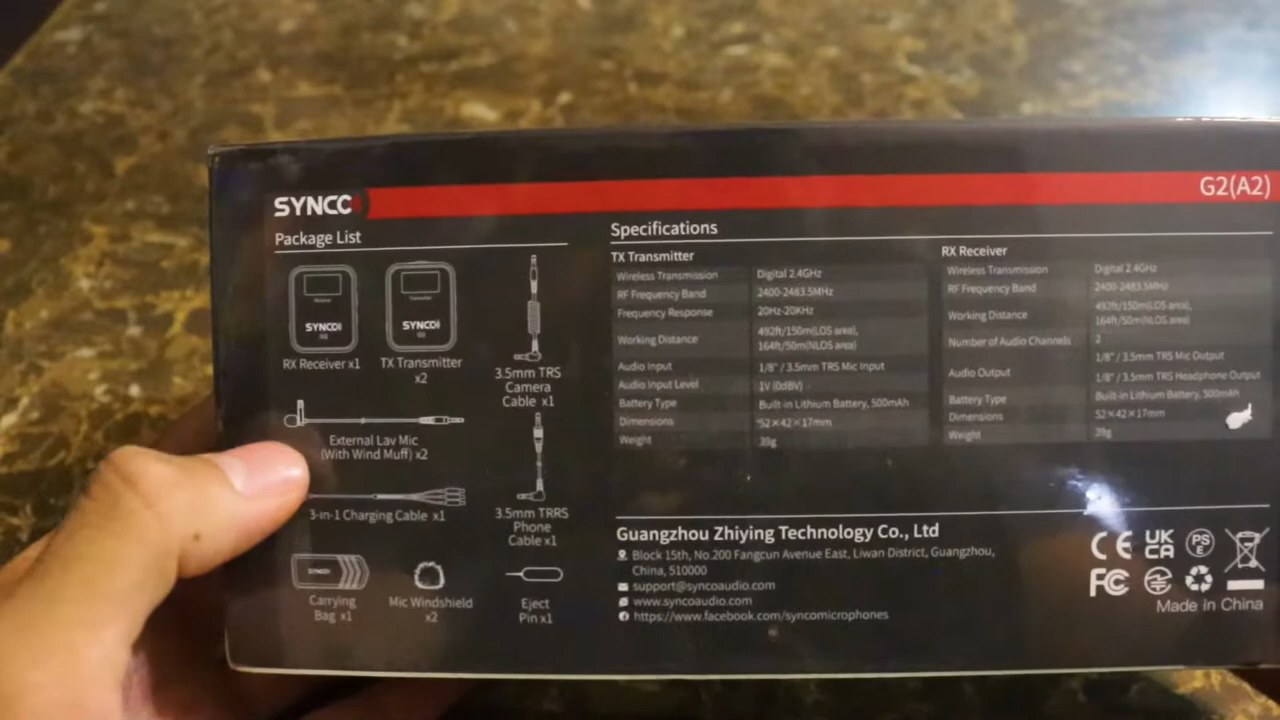 SYNCO
G2(A2)
Package List
SYNCO
G2
RX Receiver x1
SYNCO
G2
TX Transmitter
x2
3.5mm TRS
Camera
Cable x1
External Lav Mic
(With Wind Muff) x2
3-in-1 Charging Cable x1
3.5mm TRRS
Phone
Cable x1
Carrying
Bag x1
Mic Windshield
x2
Eject
Pin x1
Specifications
TX Transmitter
Wireless Transmission Digital 2.4GHz
RF Frequency Band 2400-2483.5MHz
Frequency Response 20Hz-20KHz
Working Distance 492ft/150m(LOS area),
164ft/50m(NLOS area)
Audio Input 1/8" / 3.5mm TRS Mic Input
Audio Input Level 1V (0dBV)
Battery Type Built-in Lithium Battery, 500mAh
Dimensions 52×42×17mm
Weight 39g
RX Receiver
Wireless Transmission Digital 2.4GHz
RF Frequency Band 2400-2483.5MHz
Working Distance 492ft/150m(LOS area),
164ft/50m(NLOS area)
Number of Audio Channels 2
Audio Output 1/8" / 3.5mm TRS Mic Output
1/8" / 3.5mm TRS Headphone Output
Battery Type Built-in Lithium Battery, 500mAh
Dimensions 52×42×17mm
Weight 39g
Guangzhou Zhiying Technology Co., Ltd
Block 15th, No.200 Fangcun Avenue East, Liwan District, Guangzhou,
China, 510000
support@syncoaudio.com
www.syncoaudio.com
https://www.facebook.com/syncomicrophones
CE UK CA PS E
FC
Made in China